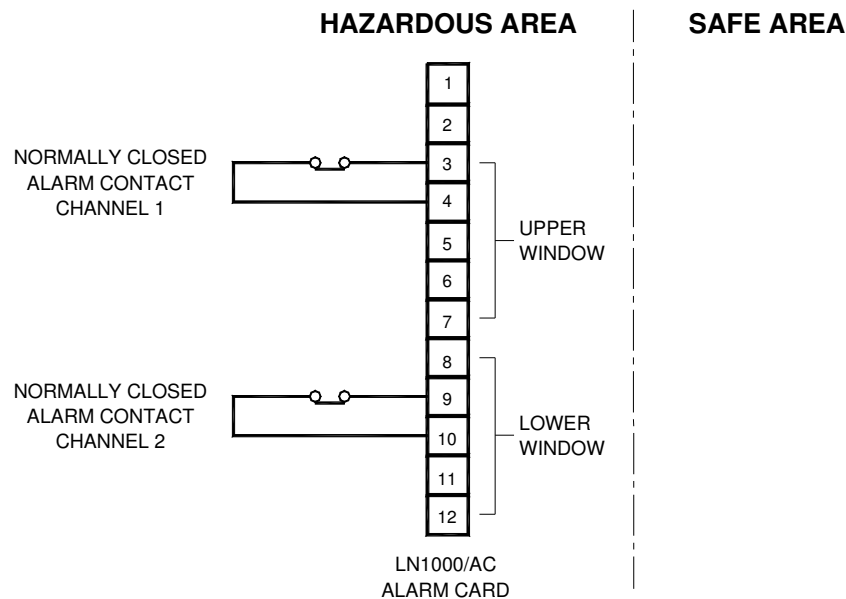 HAZARDOUS AREA
SAFE AREA
1
2
NORMALLY CLOSED
ALARM CONTACT
CHANNEL 1
3
4
5
6
7
UPPER
WINDOW
8
NORMALLY CLOSED
ALARM CONTACT
CHANNEL 2
9
10
11
12
LOWER
WINDOW
LN1000/AC
ALARM CARD